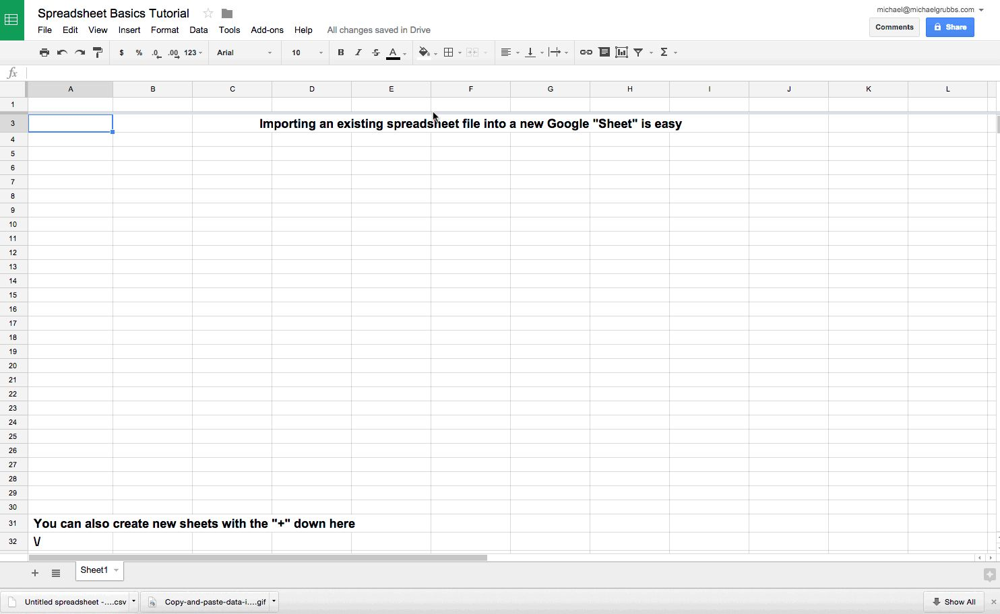 Spreadsheet Basics Tutorial
michael@michaelgrubbs.com
File Edit View Insert Format Data Tools Add-ons Help All changes saved in Drive
Comments Share
$ % .0 .00 123 Arial 10 B I S A Σ
fx
A B C D E F G H I J K L
1
3 Importing an existing spreadsheet file into a new Google "Sheet" is easy
4
5
6
7
8
9
10
11
12
13
14
15
16
17
18
19
20
21
22
23
24
25
26
27
28
29
30
31 You can also create new sheets with the "+" down here
32 \/
+ Sheet1
Untitled spreadsheet -....csv Copy-and-paste-data-i....gif Show All